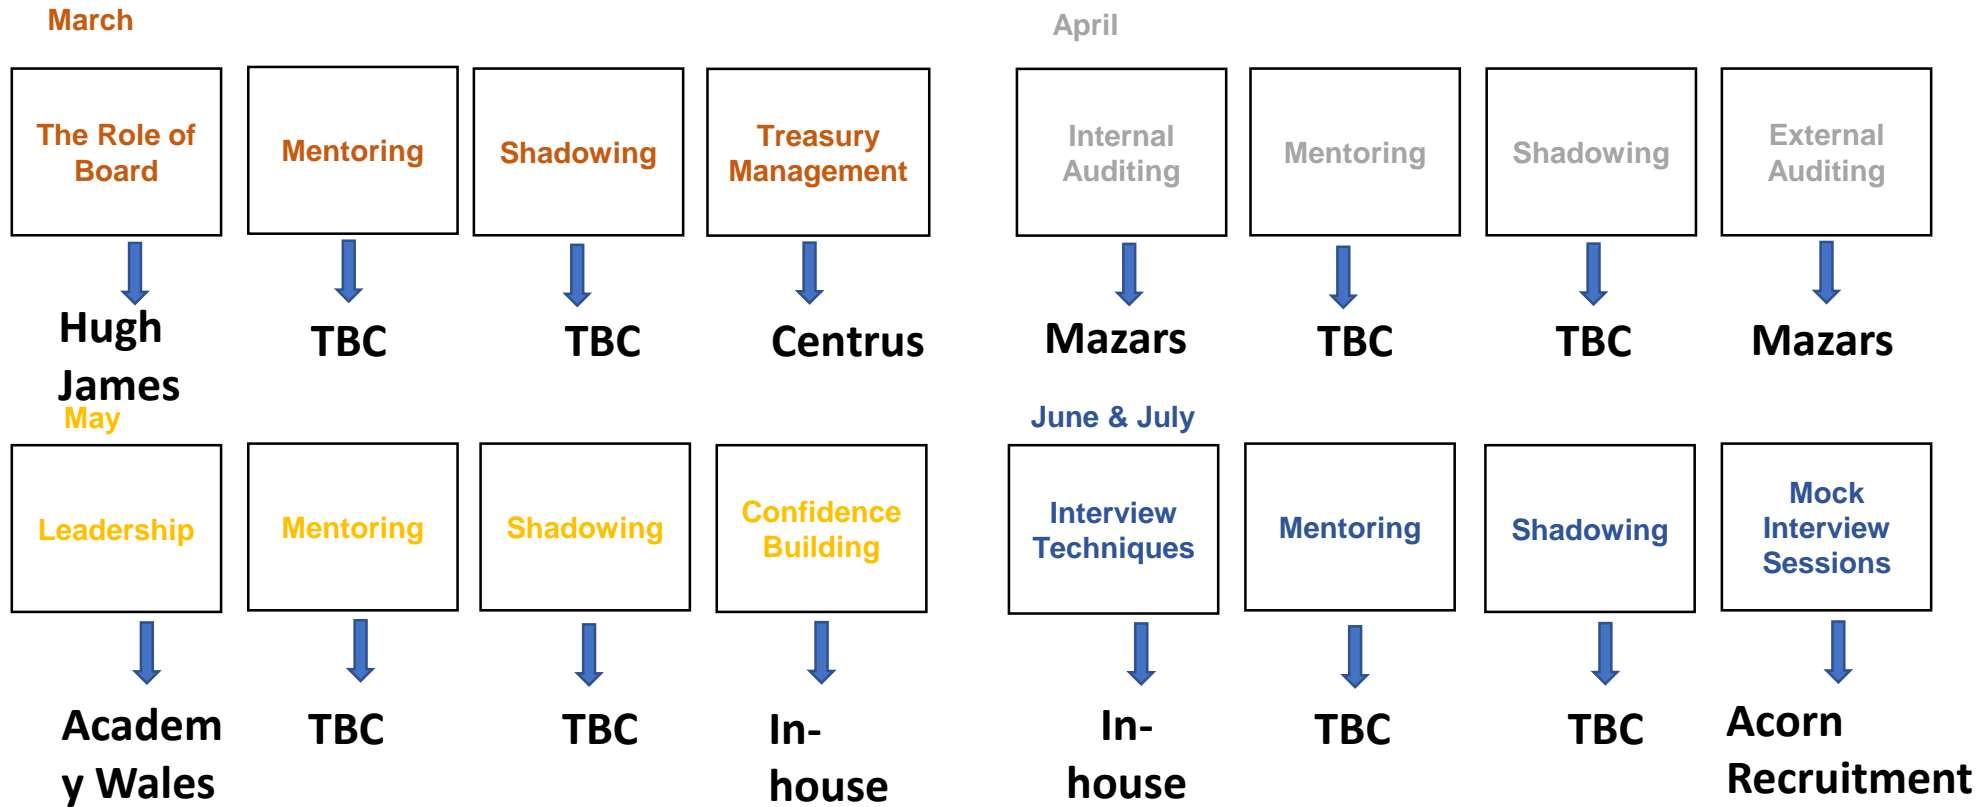 March
The Role of
Board
Mentoring
Shadowing
Treasury
Management
Hugh
James
TBC
TBC
Centrus
April
Internal
Auditing
Mentoring
Shadowing
External
Auditing
Mazars
TBC
TBC
Mazars
May
Leadership
Mentoring
Shadowing
Confidence
Building
Academ
y Wales
TBC
TBC
In-
house
June & July
Interview
Techniques
Mentoring
Shadowing
Mock
Interview
Sessions
In-
house
TBC
TBC
Acorn
Recruitment